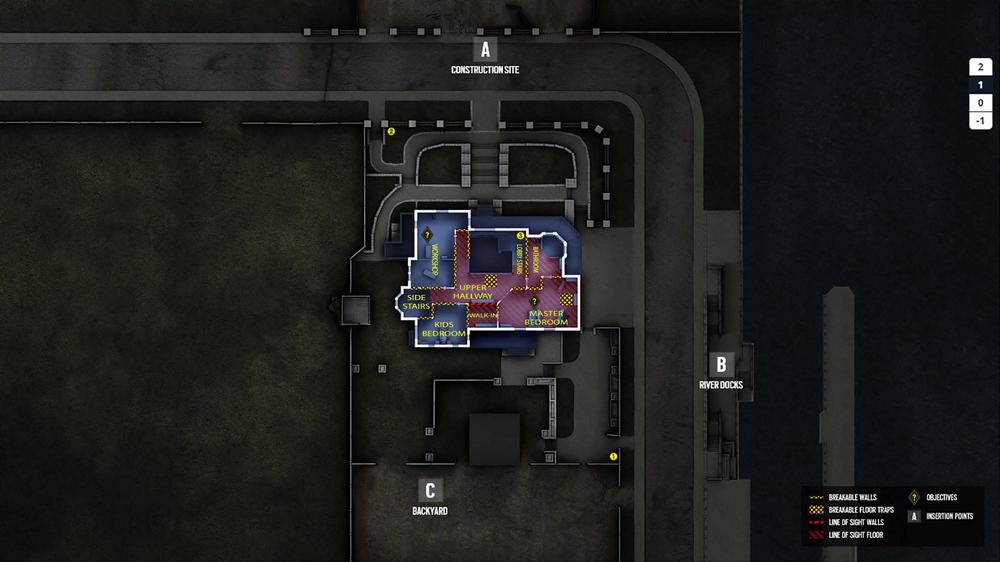 A
CONSTRUCTION SITE
2
1
0
-1
2
?
WORKSHOP
3
LOBBY STAIRS
BATHROOM
UPPER
HALLWAY
SIDE
STAIRS
?
WALK-IN
MASTER
BEDROOM
KIDS
BEDROOM
B
RIVER DOCKS
1
C
BACKYARD
BREAKABLE WALLS
BREAKABLE FLOOR TRAPS
LINE OF SIGHT WALLS
LINE OF SIGHT FLOOR
? OBJECTIVES
A INSERTION POINTS